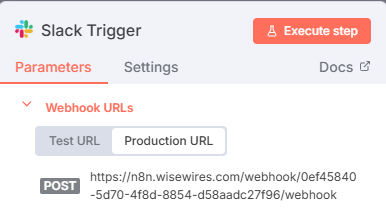 Slack Trigger
Execute step
Parameters
Settings
Docs
Webhook URLs
Test URL
Production URL
POST
https://n8n.wisewires.com/webhook/0ef45840
-5d70-4f8d-8854-d58aadc27f96/webhook